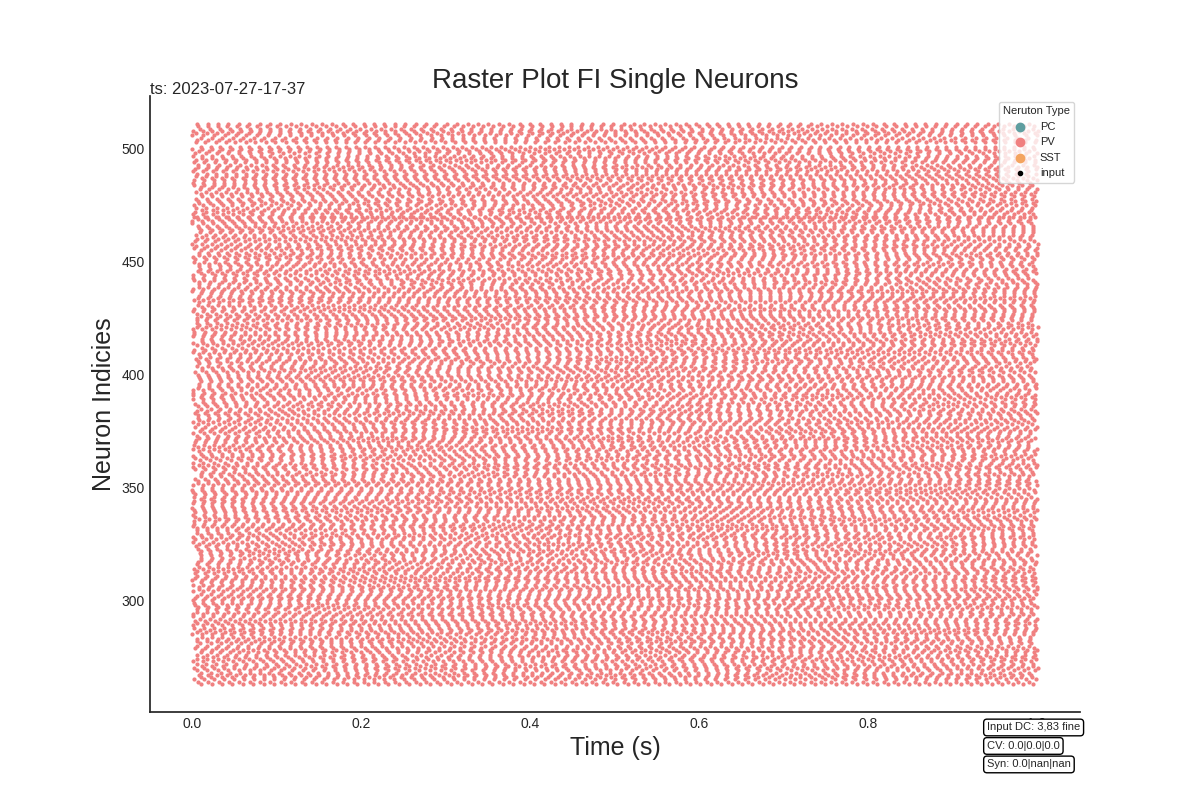 Raster Plot FI Single Neurons
ts: 2023-07-27-17-37
Neruton Type
PC
PV
SST
input
Neuron Indicies
500
450
400
350
300
0.0 0.2 0.4 0.6 0.8
Time (s)
Input DC: 3,83 fine
CV: 0.0|0.0|0.0
Syn: 0.0|nan|nan